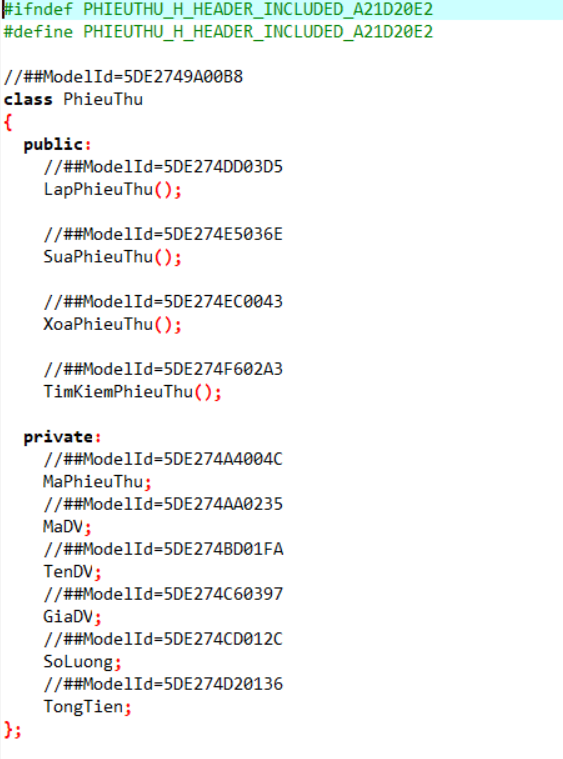 #ifndef PHIEUTHU_H_HEADER_INCLUDED_A21D20E2
#define PHIEUTHU_H_HEADER_INCLUDED_A21D20E2
//##ModelId=5DE2749A00B8
class PhieuThu
{
public:
//##ModelId=5DE274DD03D5
LapPhieuThu();
//##ModelId=5DE274E5036E
SuaPhieuThu();
//##ModelId=5DE274EC0043
XoaPhieuThu();
//##ModelId=5DE274F602A3
TimKiemPhieuThu();
private:
//##ModelId=5DE274A4004C
MaPhieuThu;
//##ModelId=5DE274AA0235
MaDV;
//##ModelId=5DE274BD01FA
TenDV;
//##ModelId=5DE274C60397
GiaDV;
//##ModelId=5DE274CD012C
SoLuong;
//##ModelId=5DE274D20136
TongTien;
};